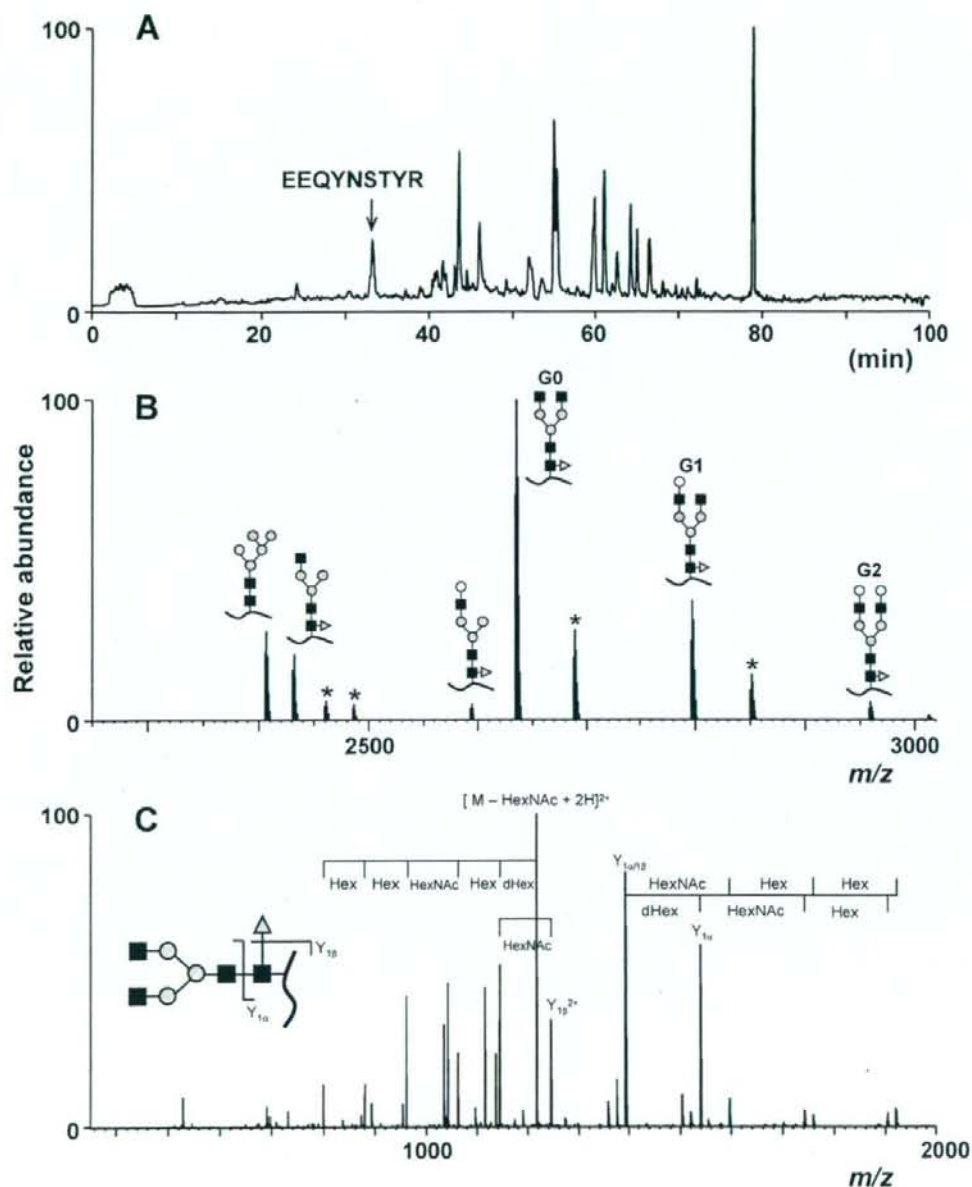 A
100
EEQYNSTYR
0
0 20 40 60 80 100
(min)
B
100
G0
G1
G2
*
*
*
*
0
2500 3000
m/z
Relative abundance
C
[ M – HexNAc + 2H]2+
100
Y1α/1β
Hex Hex HexNAc Hex dHex
HexNAc Hex Hex
dHex HexNAc Hex
HexNAc
Y1α
Y1β
Y1α
Y1β2+
0
1000 2000
m/z